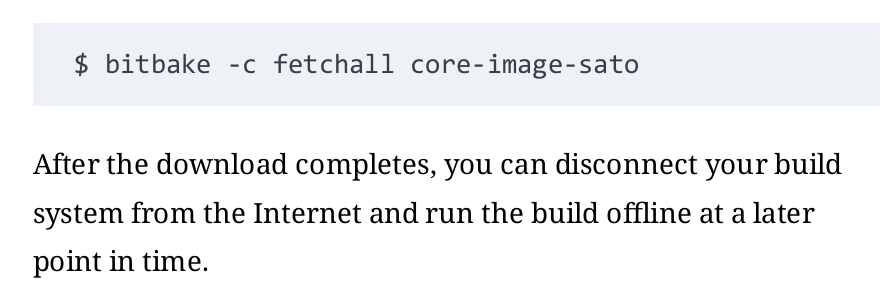 $ bitbake -c fetchall core-image-sato
After the download completes, you can disconnect your build
system from the Internet and run the build offline at a later
point in time.